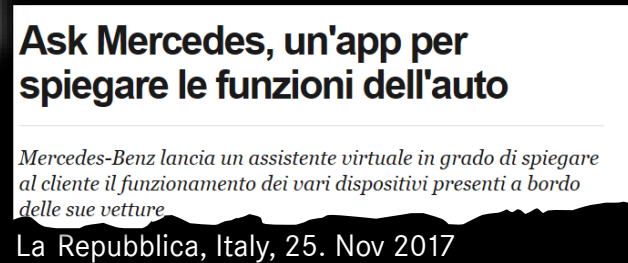 Ask Mercedes, un'app per
spiegare le funzioni dell'auto
Mercedes-Benz lancia un assistente virtuale in grado di spiegare
al cliente il funzionamento dei vari dispositivi presenti a bordo
delle sue vetture
La Repubblica, Italy, 25. Nov 2017